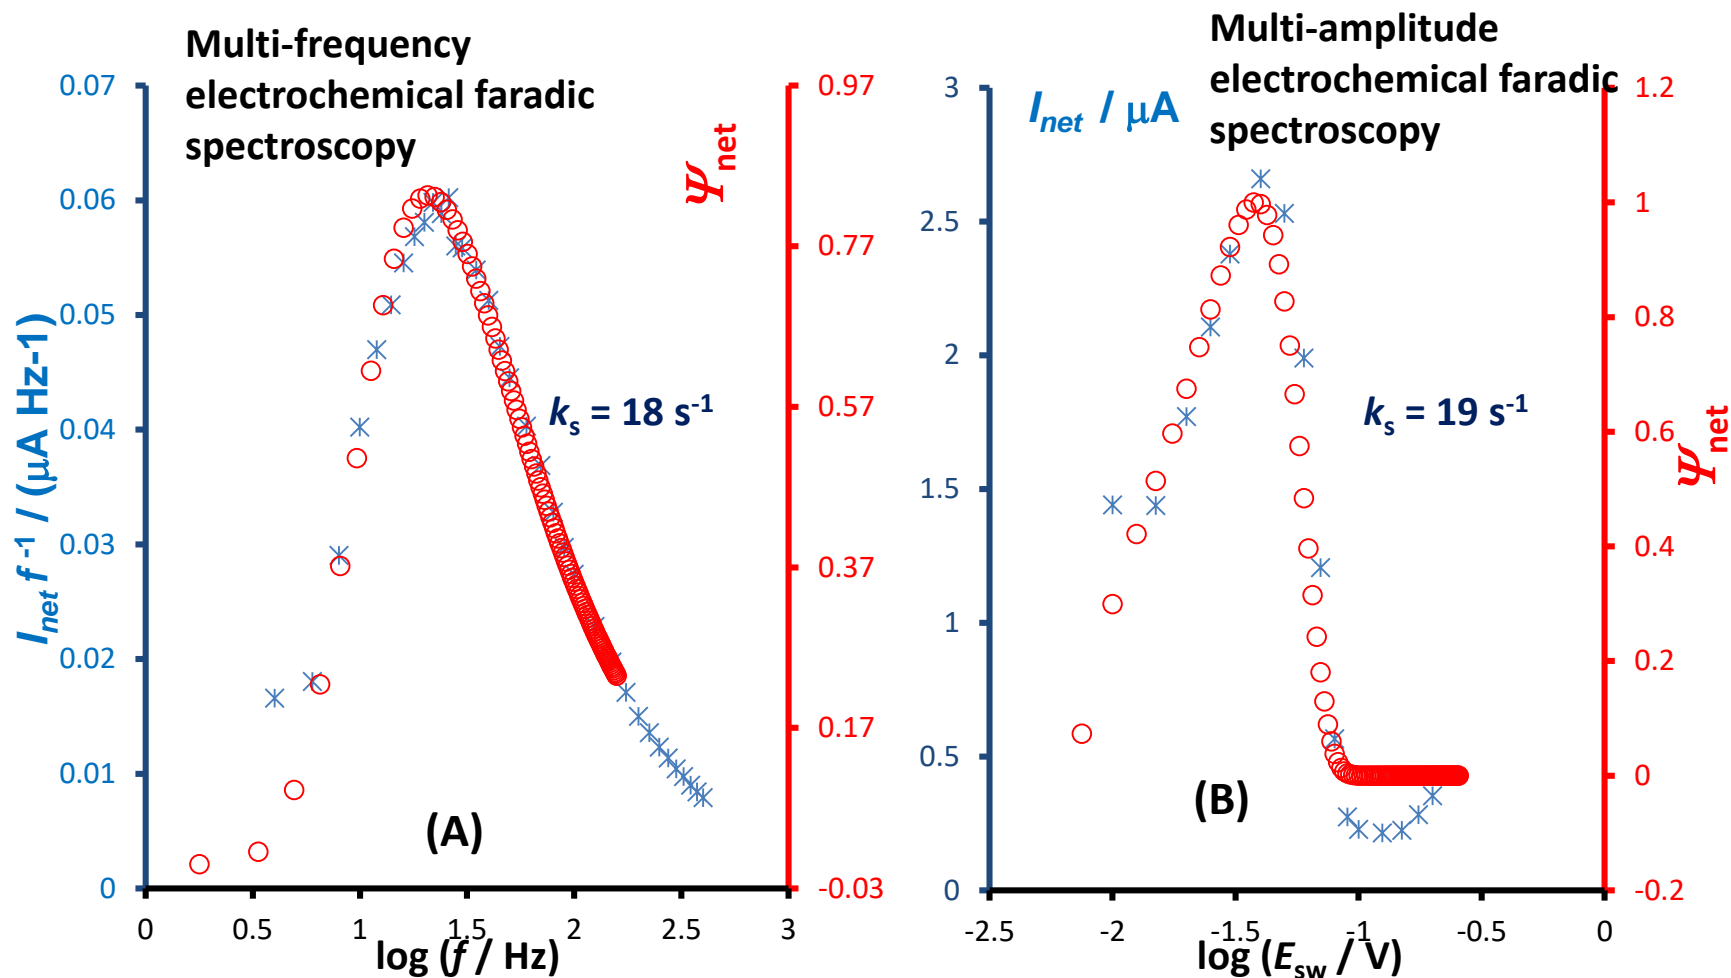 Multi-frequency
electrochemical faradic
spectroscopy
0.07
0.06
0.05
0.04
0.03
0.02
0.01
0
I_net f^-1 / (μA Hz-1)
0.97
0.77
0.57
0.37
0.17
-0.03
Ψ_net
k_s = 18 s^-1
(A)
0 0.5 1 1.5 2 2.5 3
log (f / Hz)
Multi-amplitude
electrochemical faradic
spectroscopy
I_net / μA
3
2.5
2
1.5
1
0.5
0
1.2
1
0.8
0.6
0.4
0.2
0
-0.2
Ψ_net
k_s = 19 s^-1
(B)
-2.5 -2 -1.5 -1 -0.5 0
log (E_sw / V)